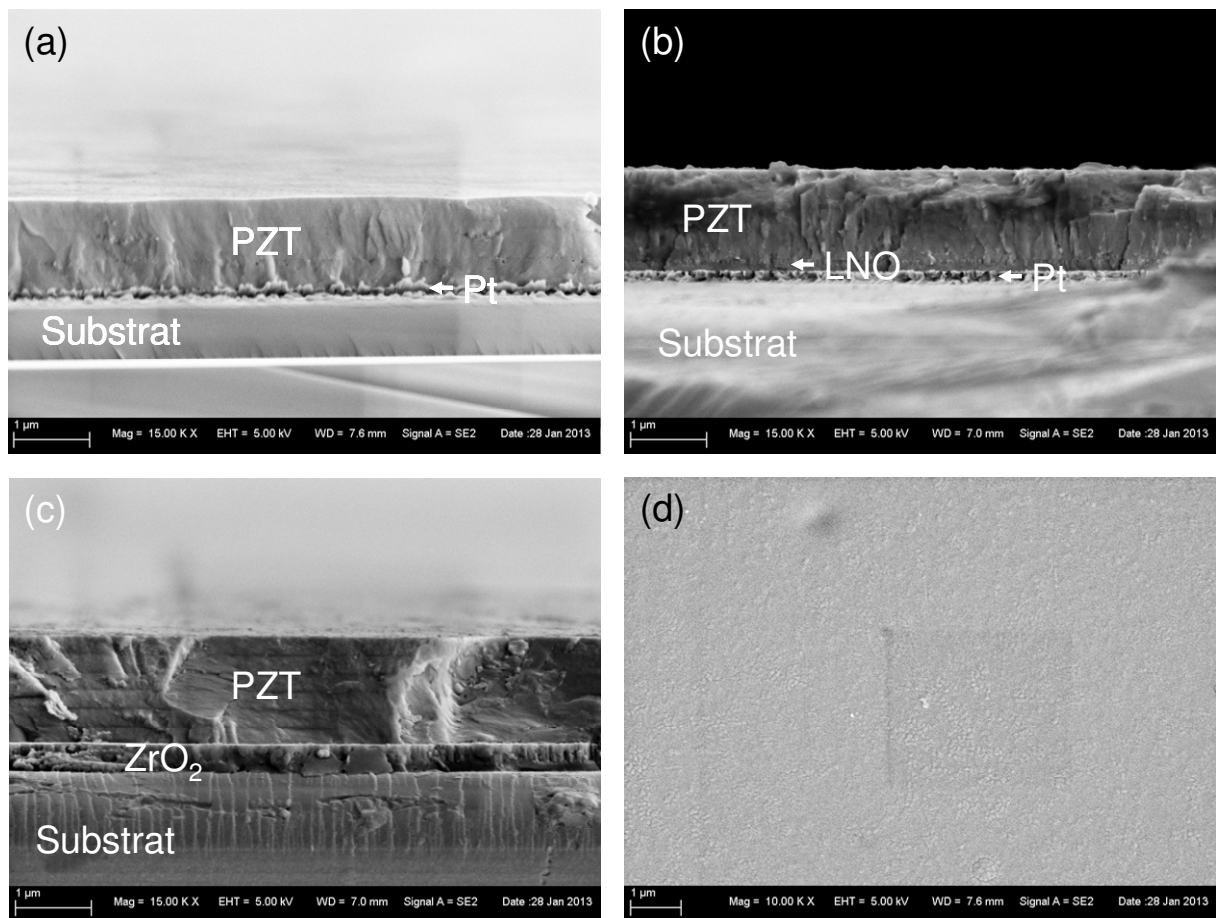 (a)
PZT
Pt
Substrat
1 µm
Mag = 15.00 K X EHT = 5.00 kV WD = 7.6 mm Signal A = SE2 Date :28 Jan 2013
(b)
PZT
LNO
Pt
Substrat
1 µm
Mag = 15.00 K X EHT = 5.00 kV WD = 7.0 mm Signal A = SE2 Date :28 Jan 2013
(c)
PZT
ZrO₂
Substrat
1 µm
Mag = 15.00 K X EHT = 5.00 kV WD = 7.0 mm Signal A = SE2 Date :28 Jan 2013
(d)
1 µm
Mag = 10.00 K X EHT = 5.00 kV WD = 7.6 mm Signal A = SE2 Date :28 Jan 2013